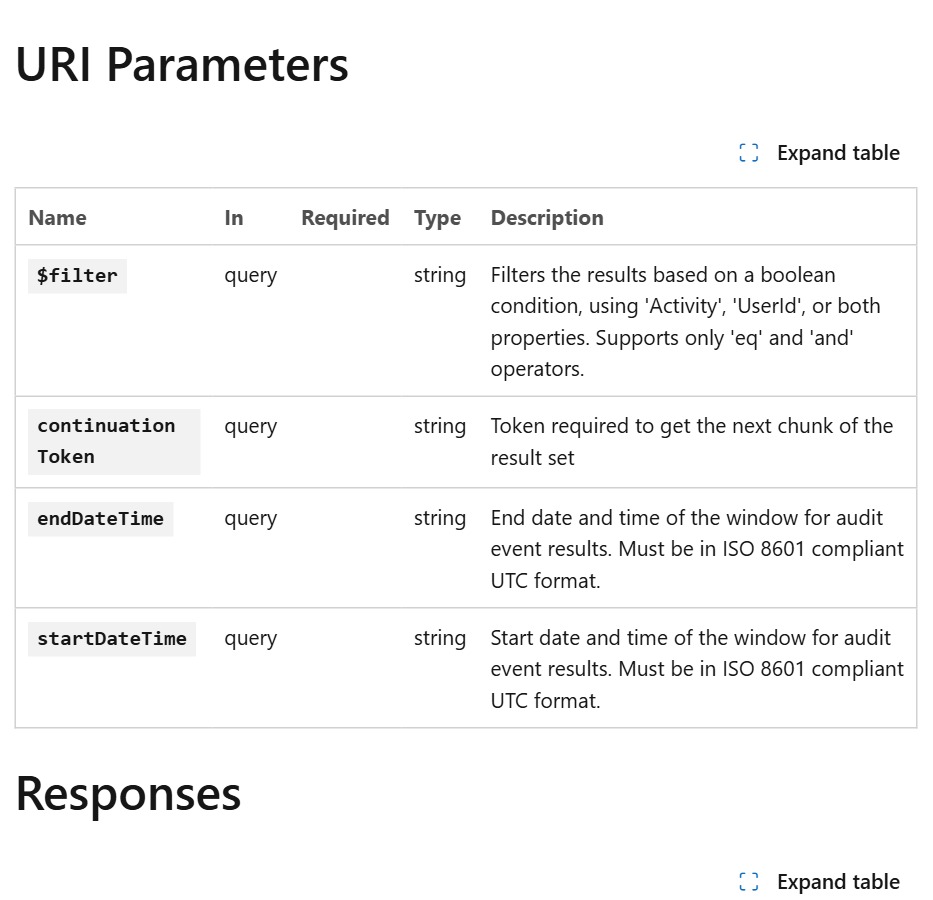 URI Parameters
Expand table
Name In Required Type Description
$filter query string Filters the results based on a boolean
condition, using 'Activity', 'UserId', or both
properties. Supports only 'eq' and 'and'
operators.
continuation query string Token required to get the next chunk of the
Token result set
endDateTime query string End date and time of the window for audit
event results. Must be in ISO 8601 compliant
UTC format.
startDateTime query string Start date and time of the window for audit
event results. Must be in ISO 8601 compliant
UTC format.
Responses
Expand table